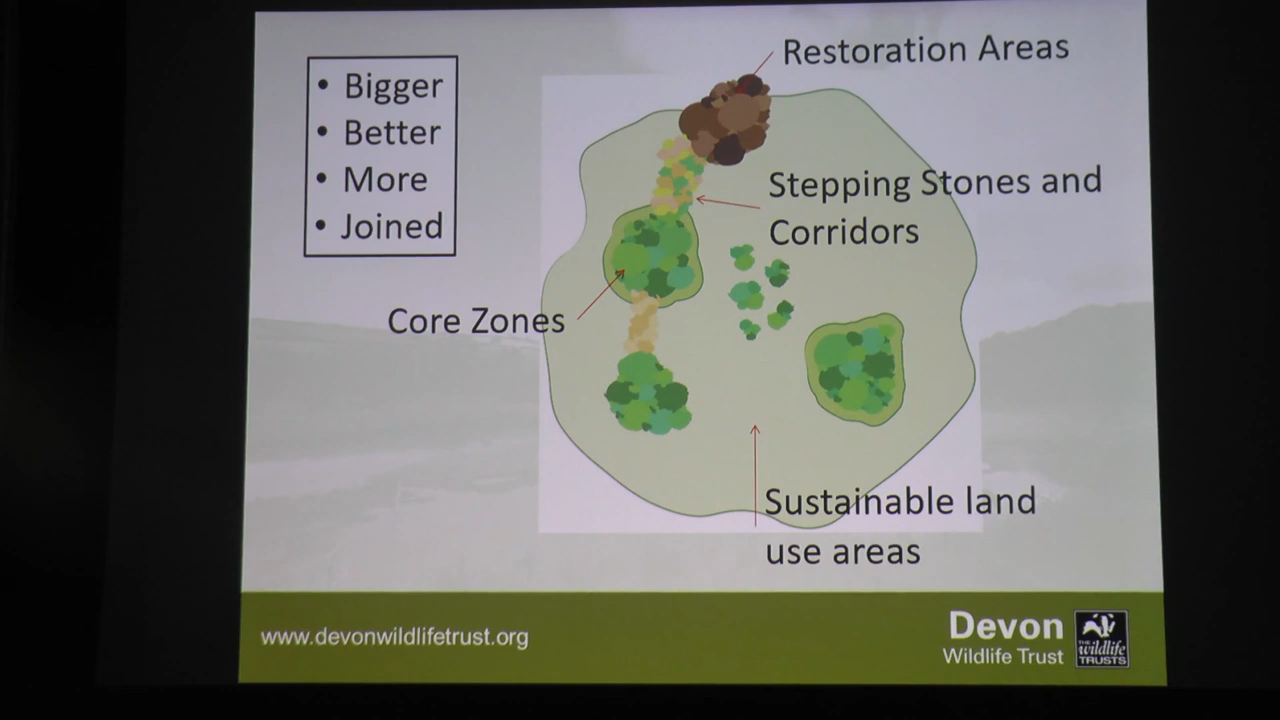 • Bigger
• Better
• More
• Joined
Restoration Areas
Stepping Stones and
Corridors
Core Zones
Sustainable land
use areas
www.devonwildlifetrust.org
Devon
Wildlife Trust
THE
wildlife
TRUSTS